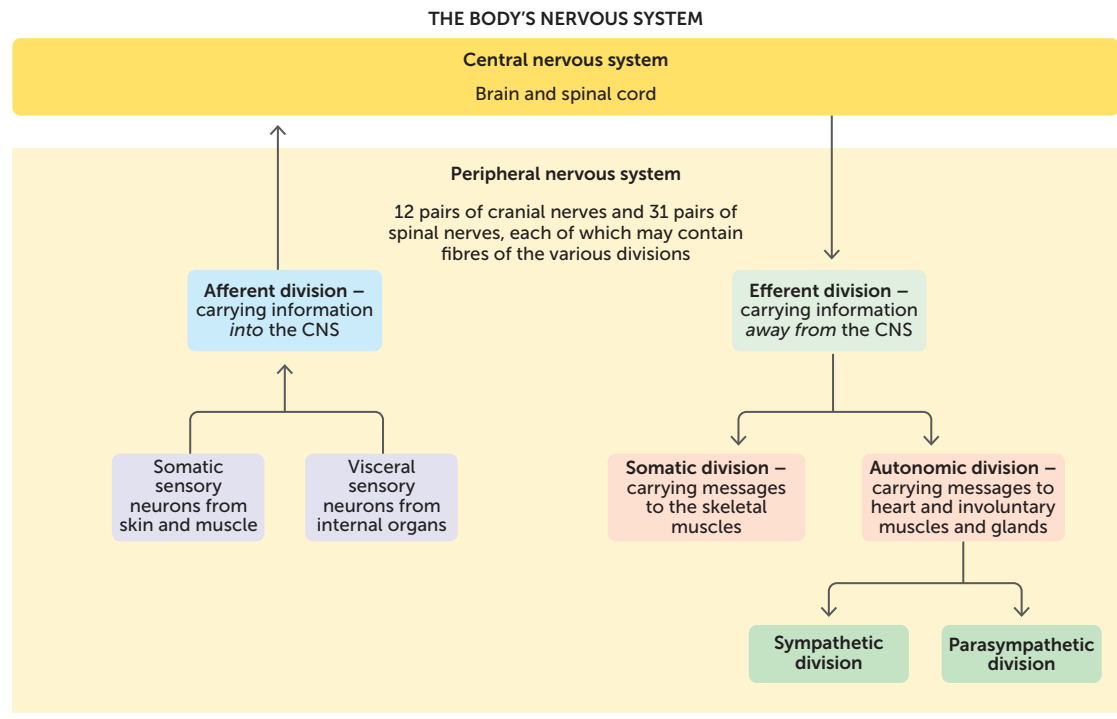 THE BODY'S NERVOUS SYSTEM
Central nervous system
Brain and spinal cord
Peripheral nervous system
12 pairs of cranial nerves and 31 pairs of
spinal nerves, each of which may contain
fibres of the various divisions
Afferent division –
carrying information
into the CNS
Efferent division –
carrying information
away from the CNS
Somatic
sensory
neurons from
skin and muscle
Visceral
sensory
neurons from
internal organs
Somatic division –
carrying messages
to the skeletal
muscles
Autonomic division –
carrying messages to
heart and involuntary
muscles and glands
Sympathetic
division
Parasympathetic
division